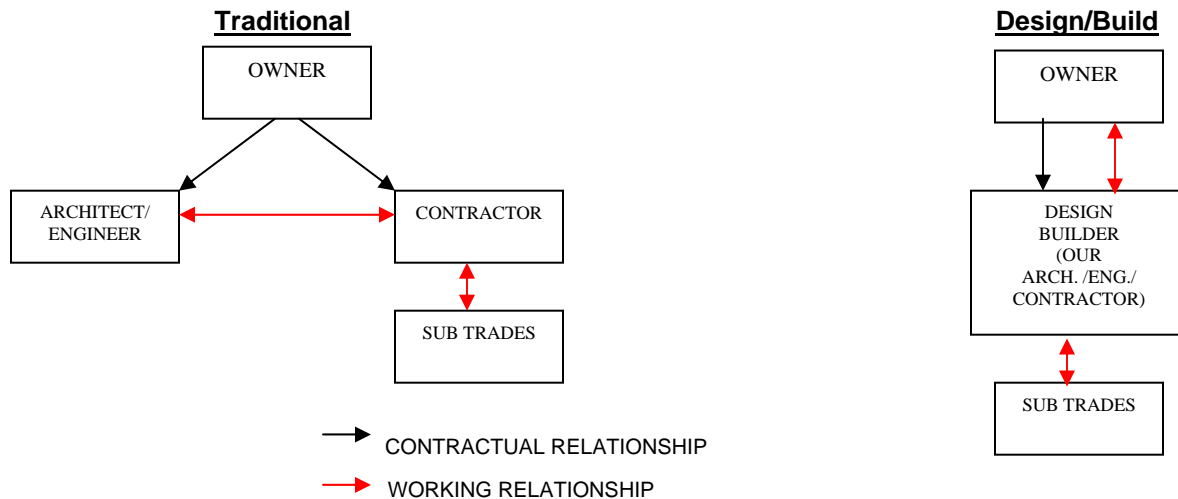 Traditional
OWNER
ARCHITECT/
ENGINEER
CONTRACTOR
SUB TRADES
Design/Build
OWNER
DESIGN
BUILDER
(OUR
ARCH. /ENG./
CONTRACTOR)
SUB TRADES
CONTRACTUAL RELATIONSHIP
WORKING RELATIONSHIP